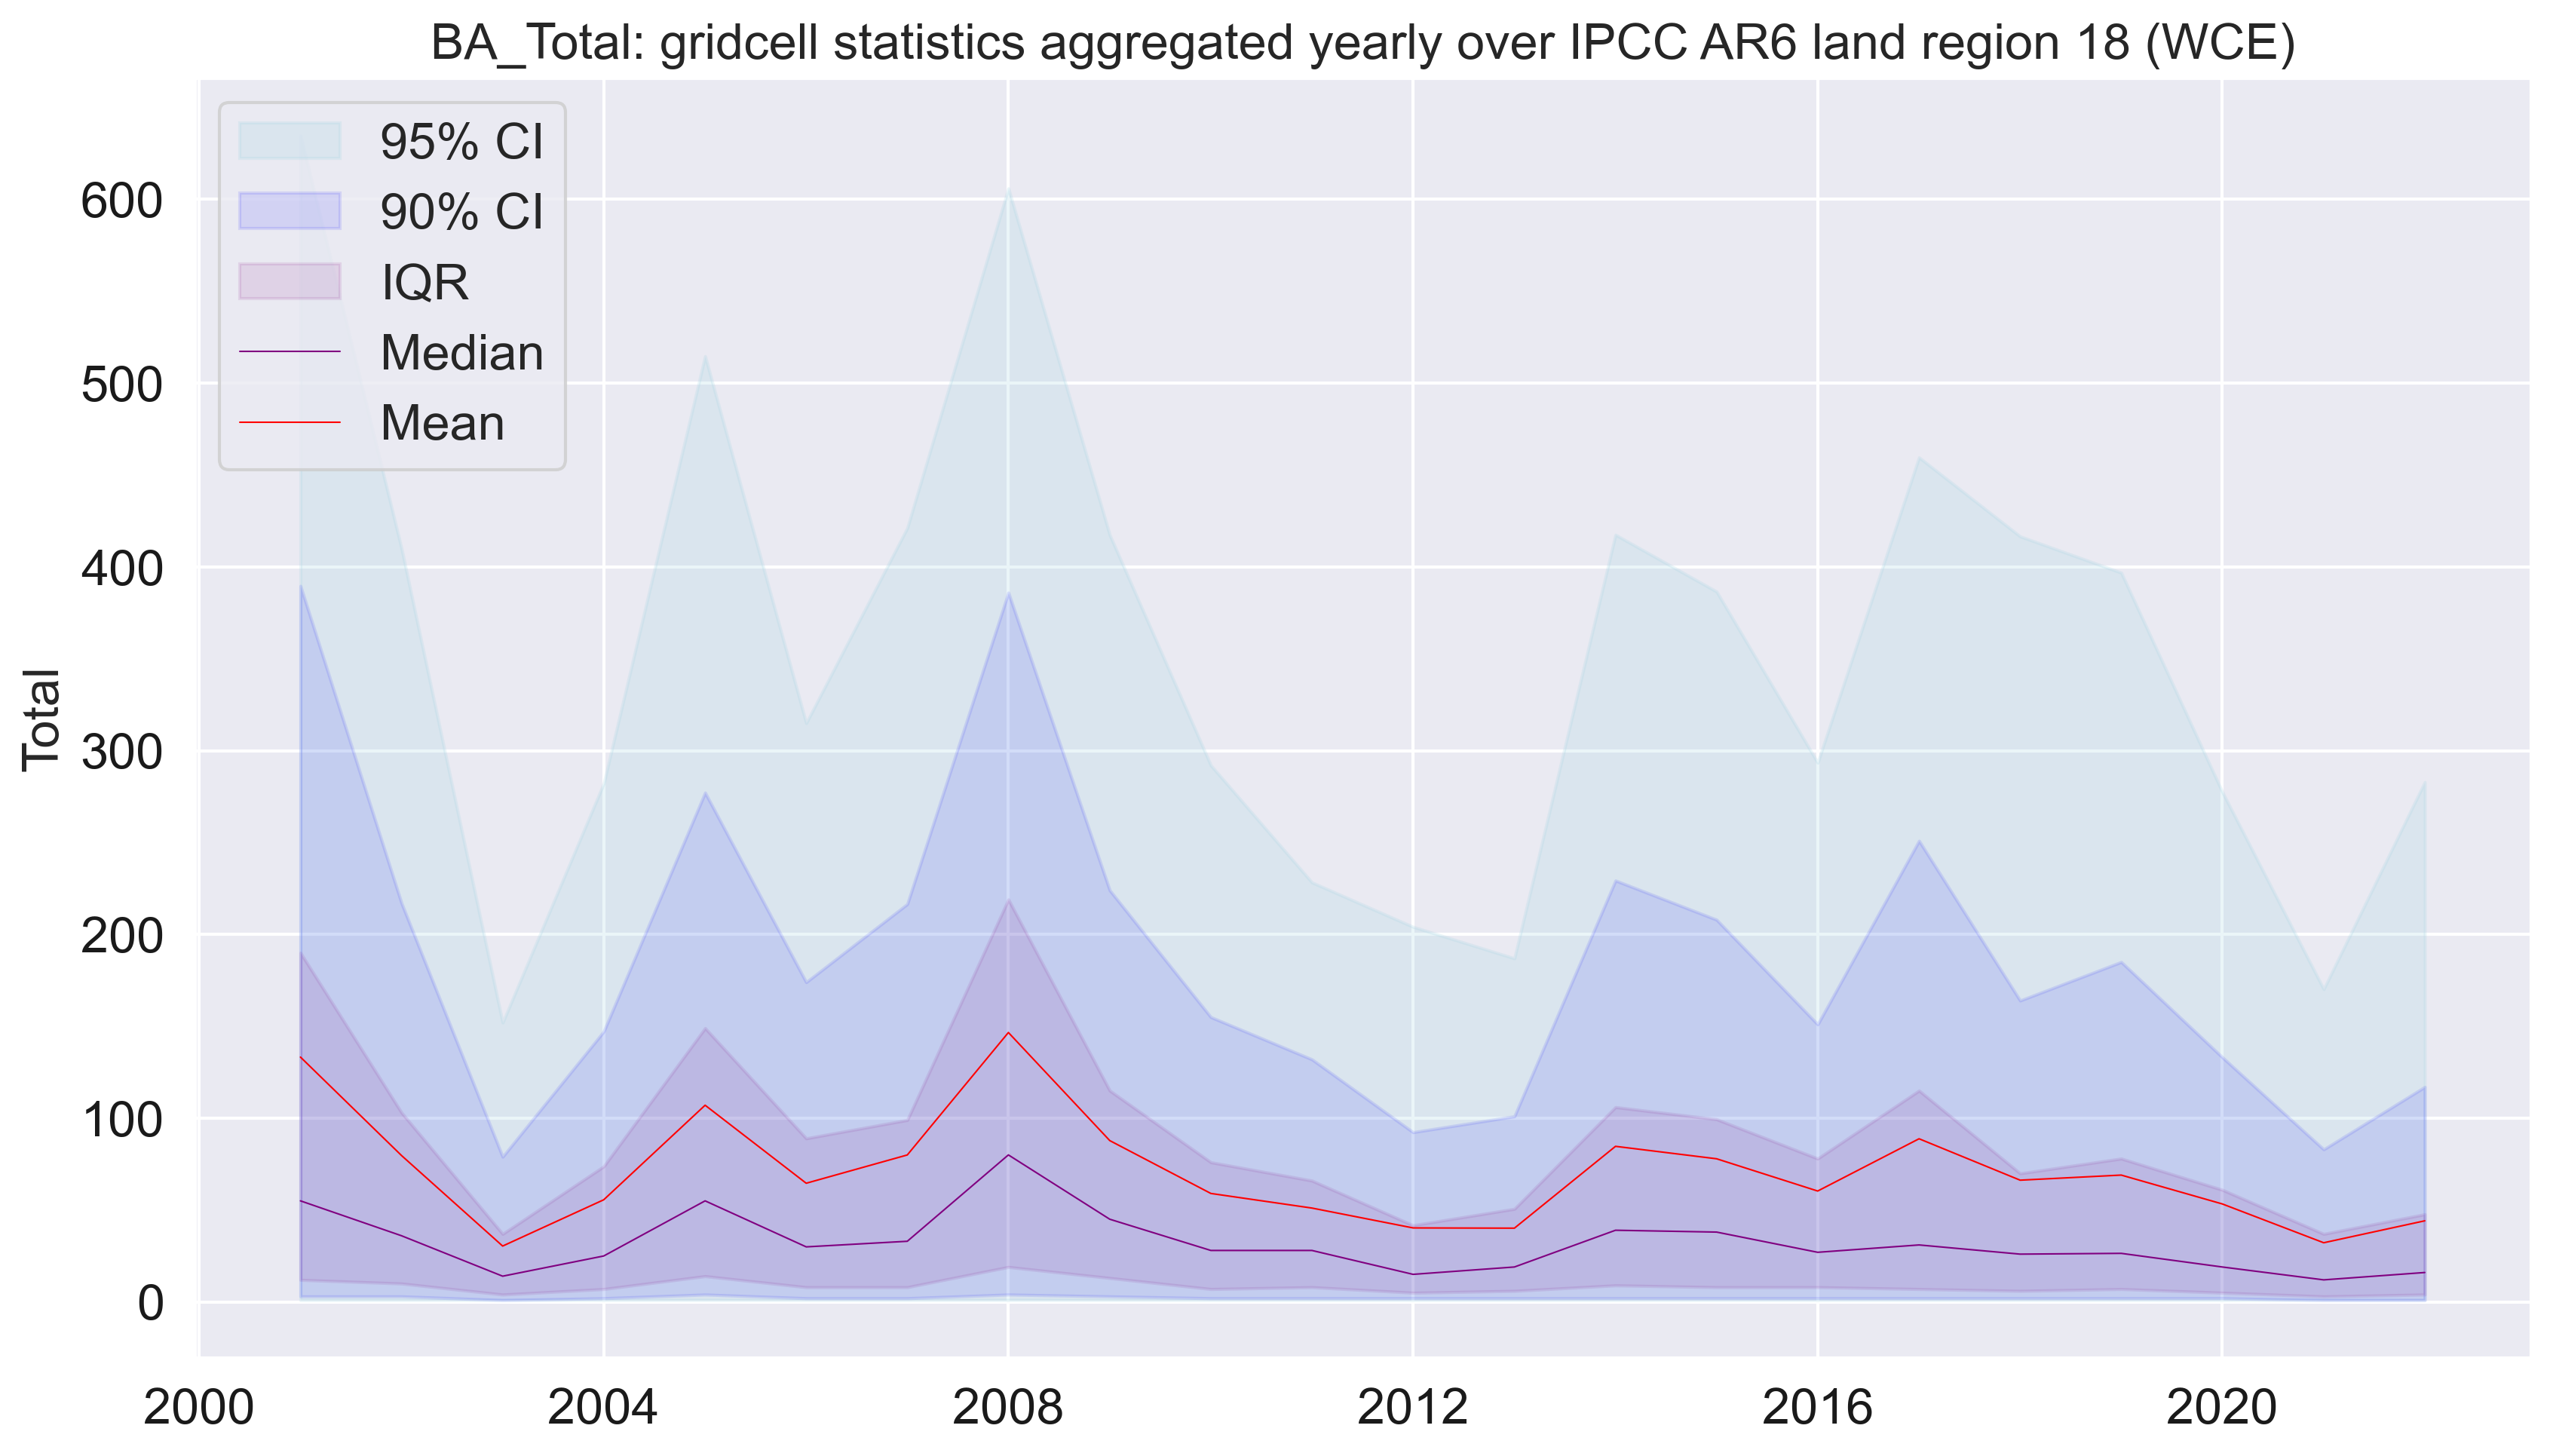 BA_Total: gridcell statistics aggregated yearly over IPCC AR6 land region 18 (WCE)
95% CI
90% CI
IQR
Median
Mean
Total
600
500
400
300
200
100
0
2000 2004 2008 2012 2016 2020